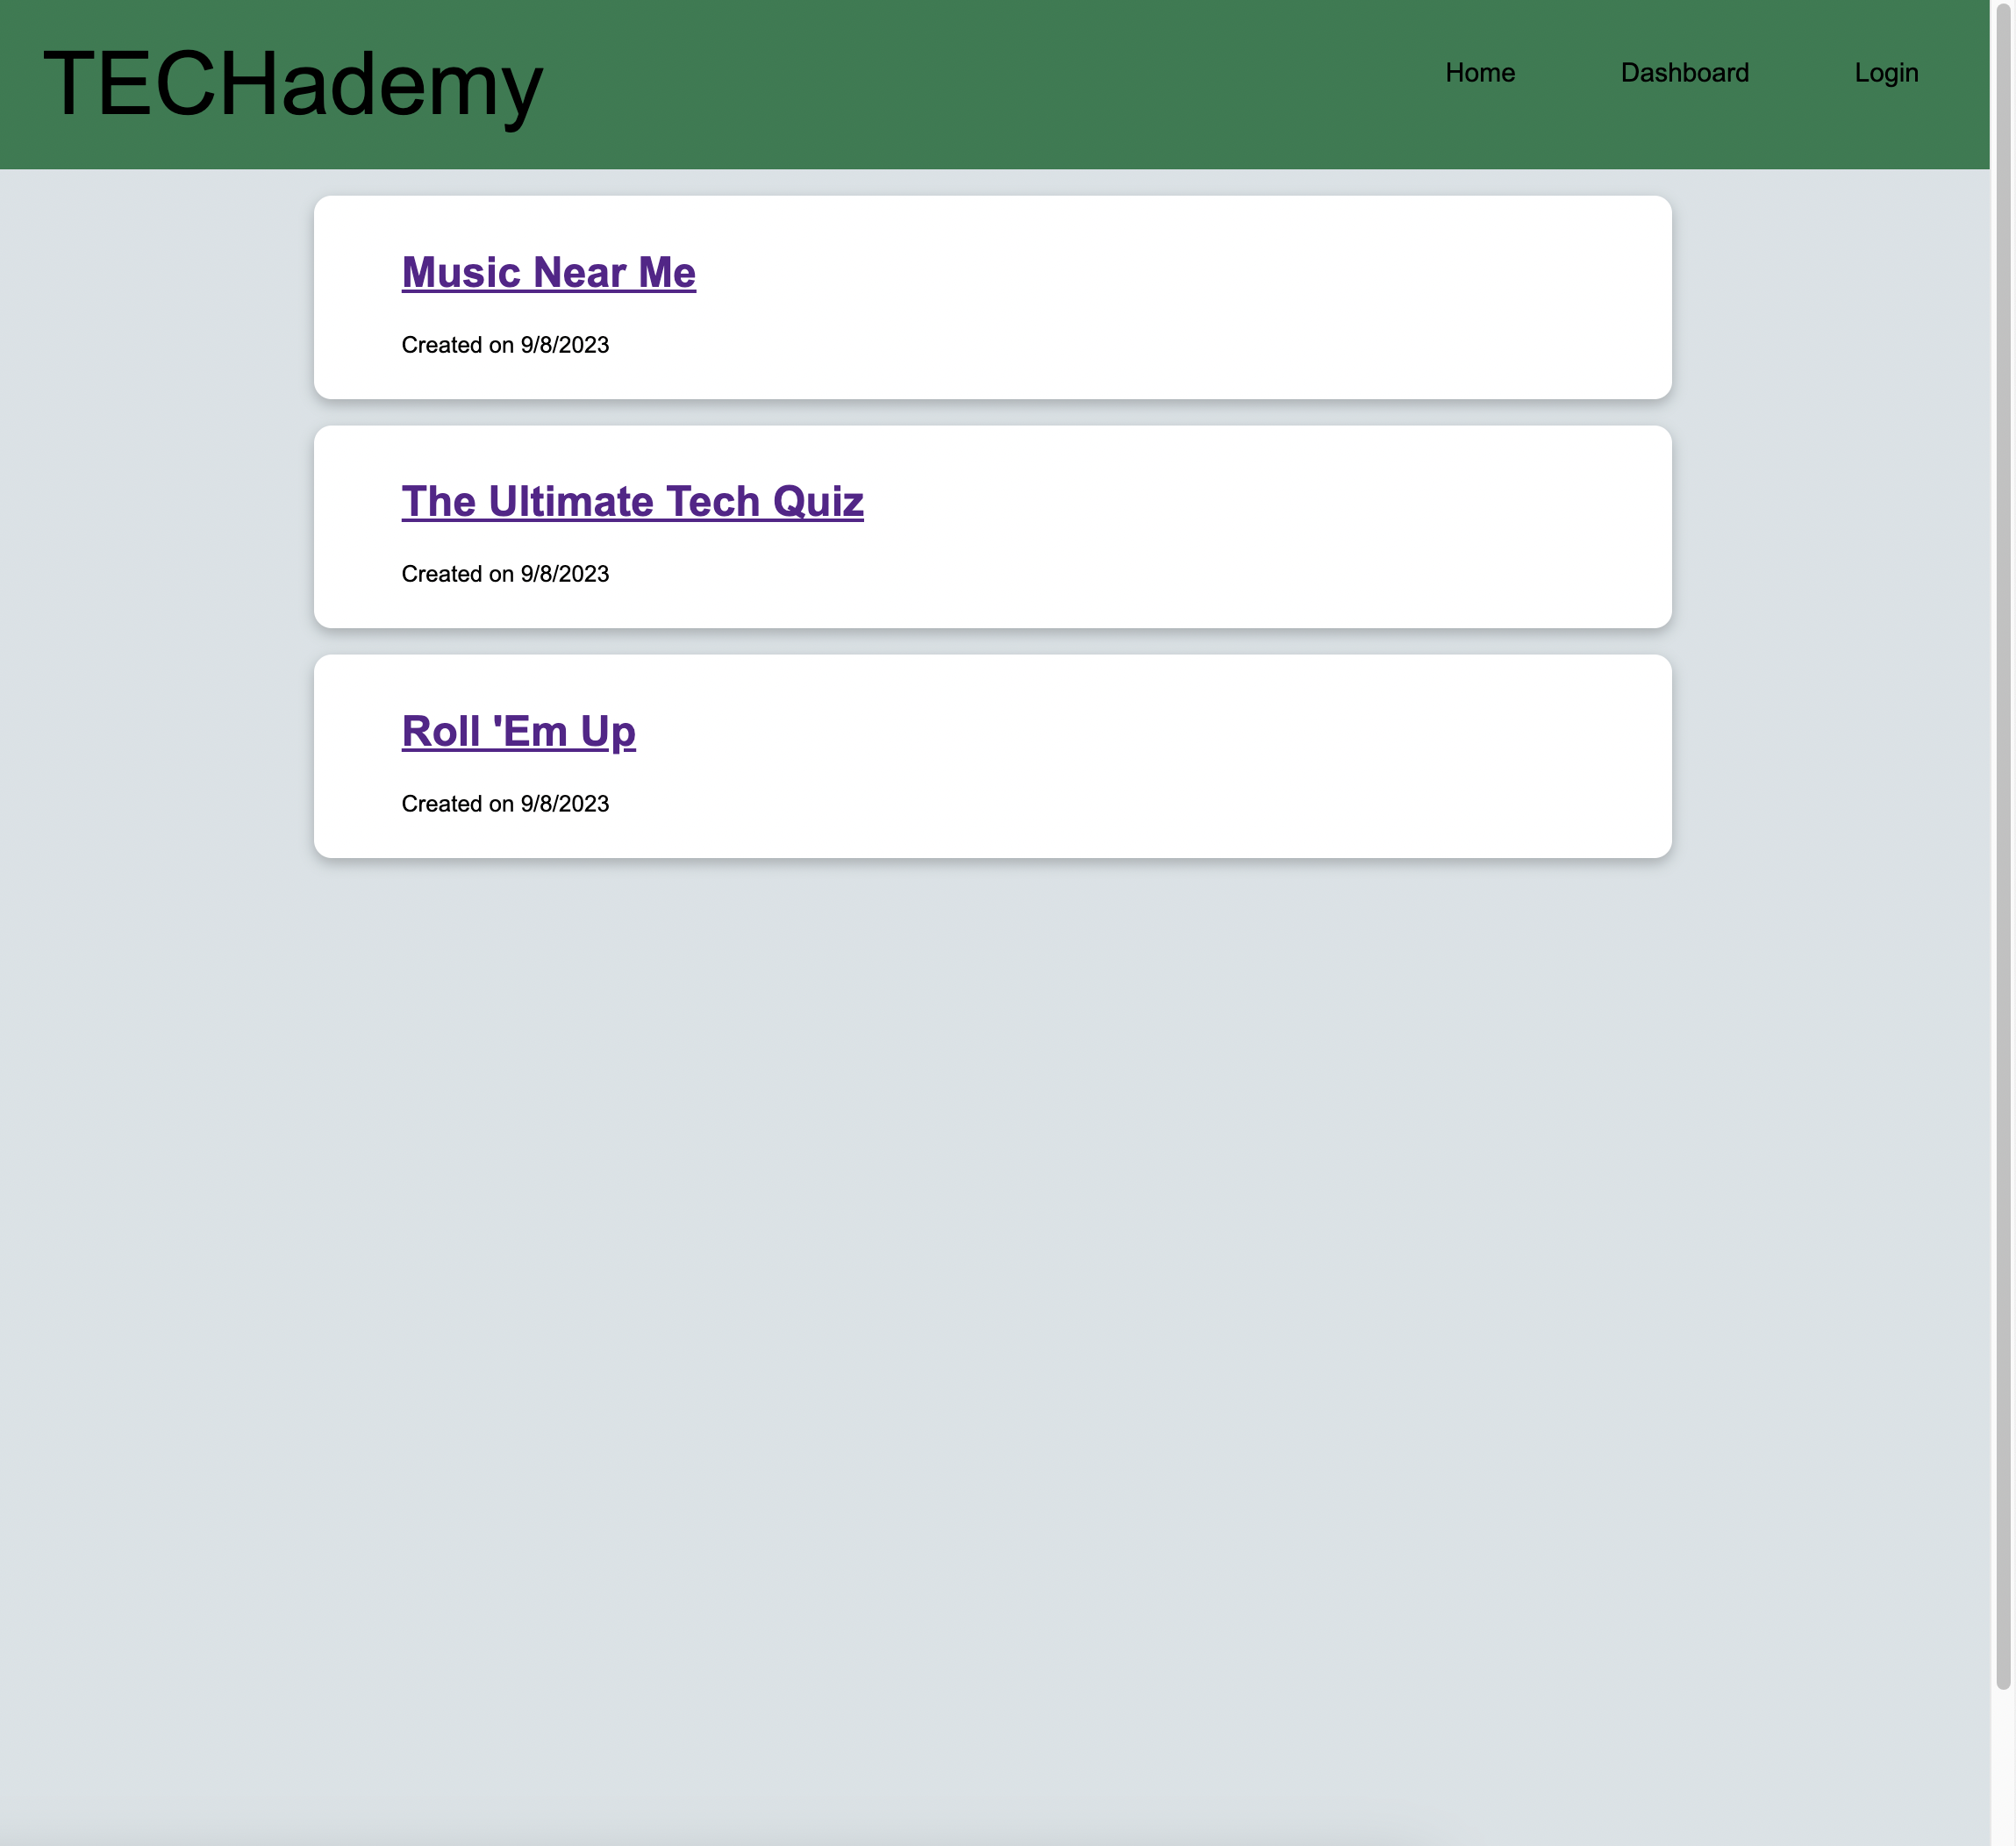 TECHademy
Home Dashboard Login
Music Near Me
Created on 9/8/2023
The Ultimate Tech Quiz
Created on 9/8/2023
Roll 'Em Up
Created on 9/8/2023